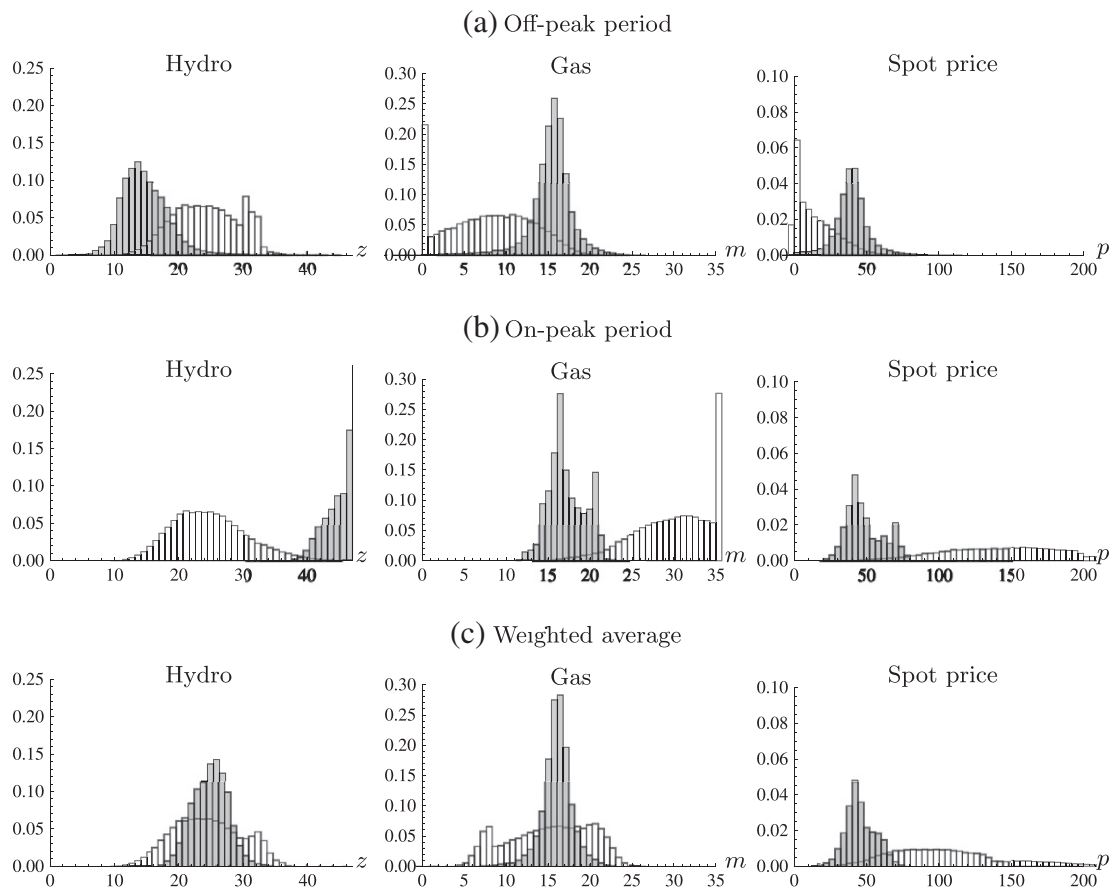 (a) Off-peak period
Hydro
Gas
Spot price
0.25
0.20
0.15
0.10
0.05
0.00
0 10 20 30 40 z
0.30
0.25
0.20
0.15
0.10
0.05
0.00
0 5 10 15 20 25 30 35 m
0.10
0.08
0.06
0.04
0.02
0.00
0 50 100 150 200 p
(b) On-peak period
Hydro
Gas
Spot price
0.25
0.20
0.15
0.10
0.05
0.00
0 10 20 30 40 z
0.30
0.25
0.20
0.15
0.10
0.05
0.00
0 5 10 15 20 2 30 35 m
0.10
0.08
0.06
0.04
0.02
0.00
0 50 100 15 200 p
(c) Weighted average
Hydro
Gas
Spot price
0.25
0.20
0.15
0.10
0.05
0.00
0 10 20 30 40 z
0.30
0.25
0.20
0.15
0.10
0.05
0.00
0 5 10 15 20 25 30 35 m
0.10
0.08
0.06
0.04
0.02
0.00
0 50 100 150 200 p